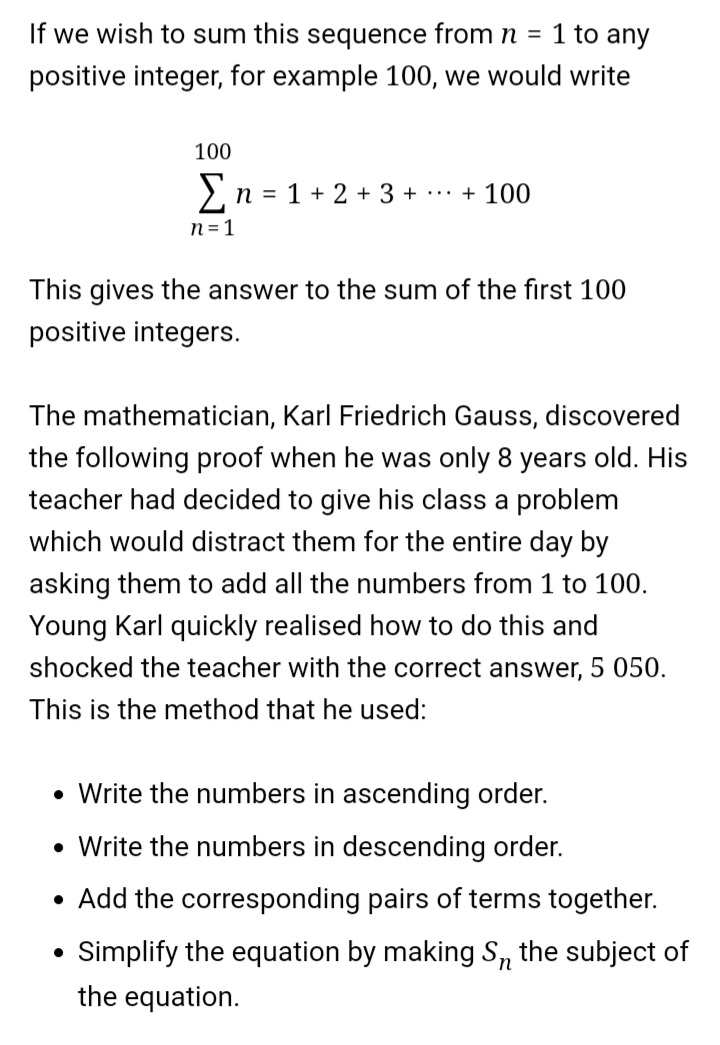 If we wish to sum this sequence from n = 1 to any
positive integer, for example 100, we would write
100
∑ n = 1 + 2 + 3 + ⋯ + 100
n = 1
This gives the answer to the sum of the first 100
positive integers.
The mathematician, Karl Friedrich Gauss, discovered
the following proof when he was only 8 years old. His
teacher had decided to give his class a problem
which would distract them for the entire day by
asking them to add all the numbers from 1 to 100.
Young Karl quickly realised how to do this and
shocked the teacher with the correct answer, 5 050.
This is the method that he used:
• Write the numbers in ascending order.
• Write the numbers in descending order.
• Add the corresponding pairs of terms together.
• Simplify the equation by making Sₙ the subject of
the equation.